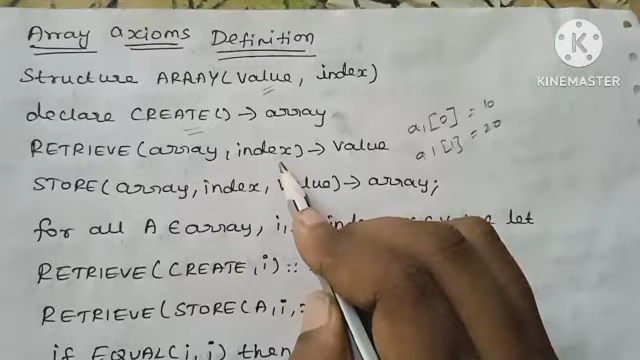 Array axioms Definition
Structure ARRAY(value, index)
declare CREATE() → array
RETRIEVE(array, index) → value
a1[0] = 10
a1[1] = 20
STORE(array, index, value) → array;
for all A ∈ array, i, let
RETRIEVE(CREATE, i) ::
RETRIEVE(STORE(A, i,
if EQUAL(i, j) then
K
KINEMASTER